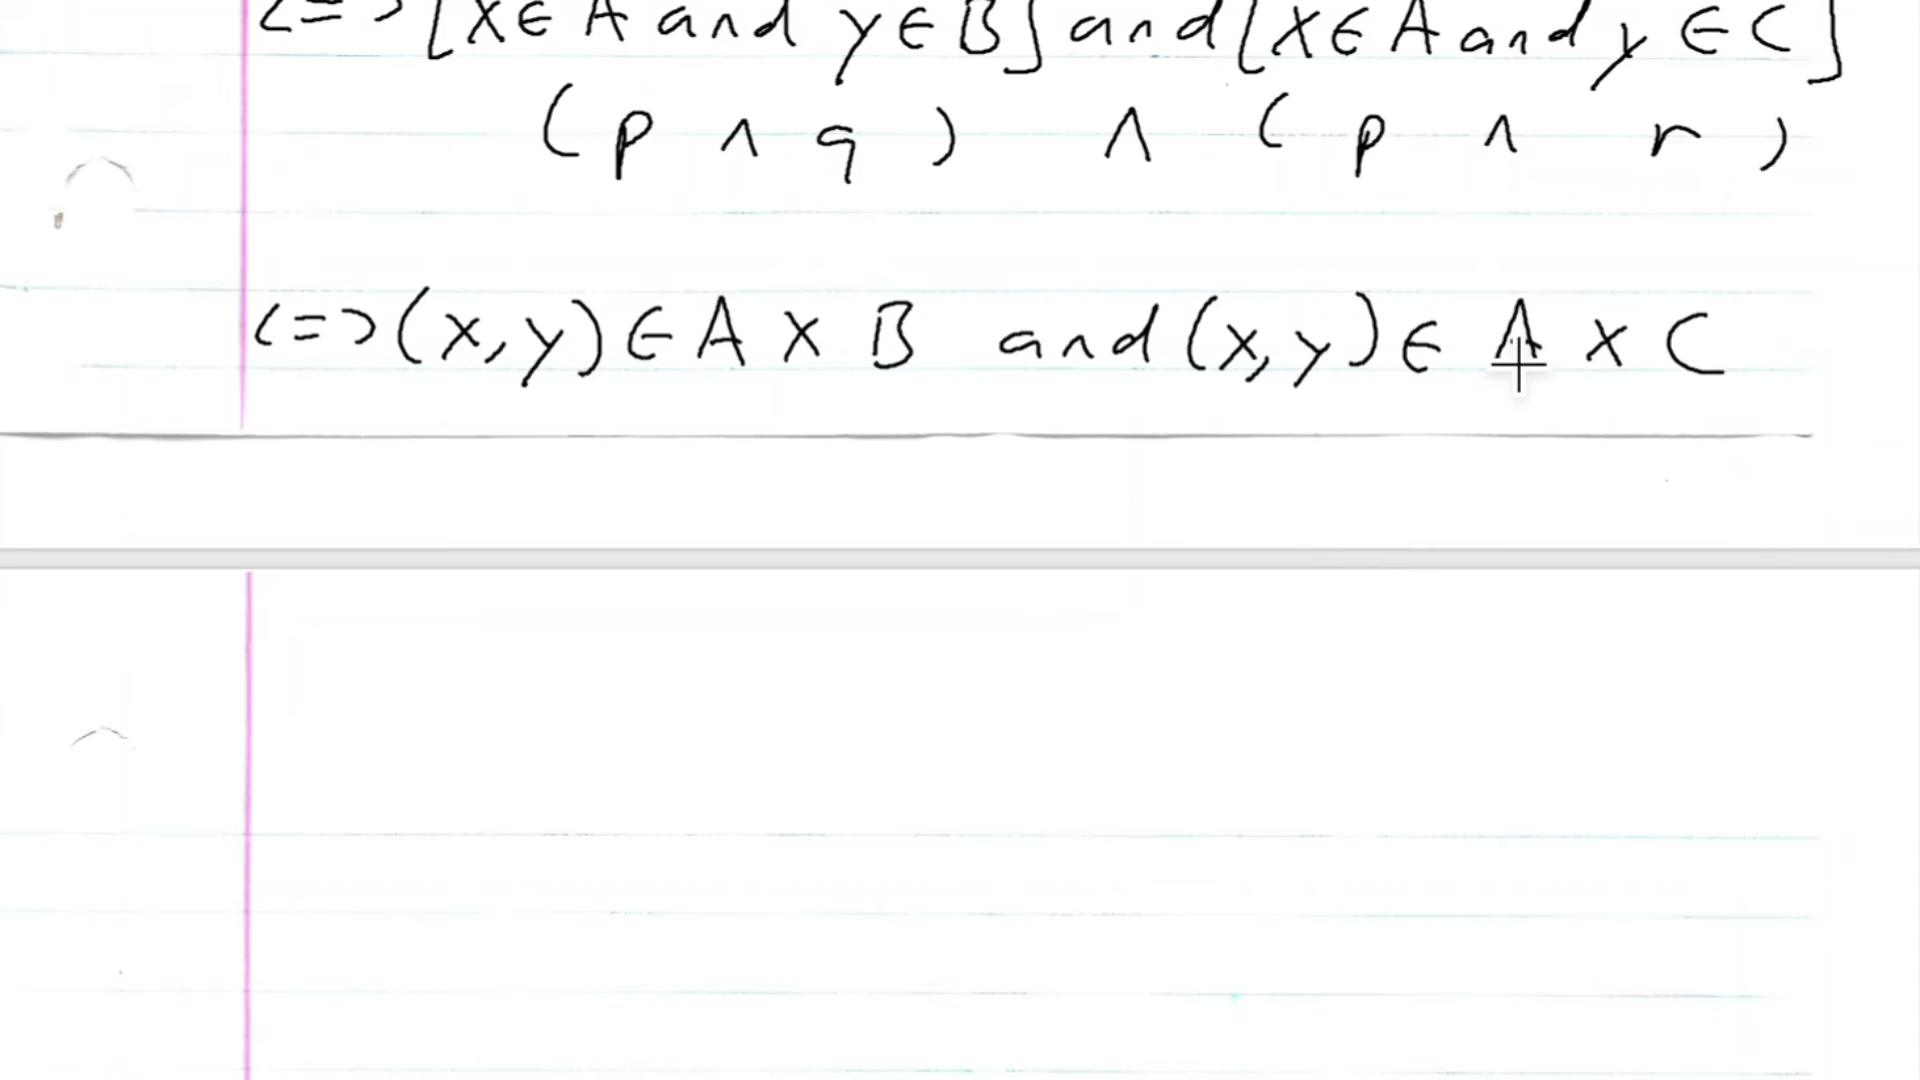 <=> [x ∈ A and y ∈ B] and [x ∈ A and y ∈ C]
( p ∧ q ) ∧ ( p ∧ r )
<=> (x, y) ∈ A × B and (x, y) ∈ A × C